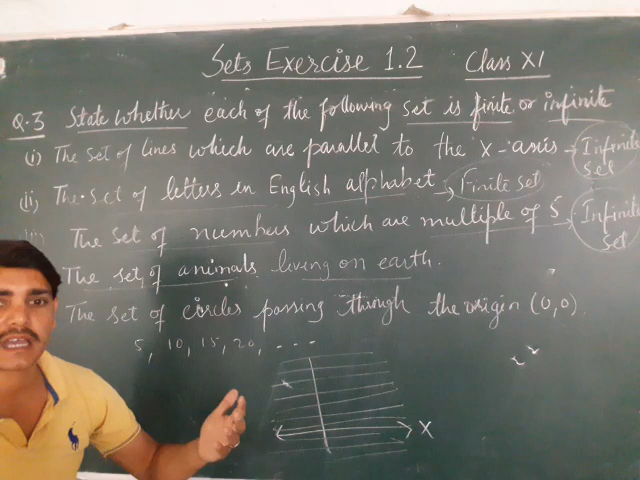 Sets Exercise 1.2 Class XI
Q.3 State whether each of the following set is finite or infinite
(i) The set of lines which are parallel to the x-axis → Infinite set
(ii) The set of letters in English alphabet → Finite set
The set of numbers which are multiple of 5 → Infinite set
The set of animals living on earth.
The set of circles passing through the origin (0,0).
5, 10, 15, 20, ....
X